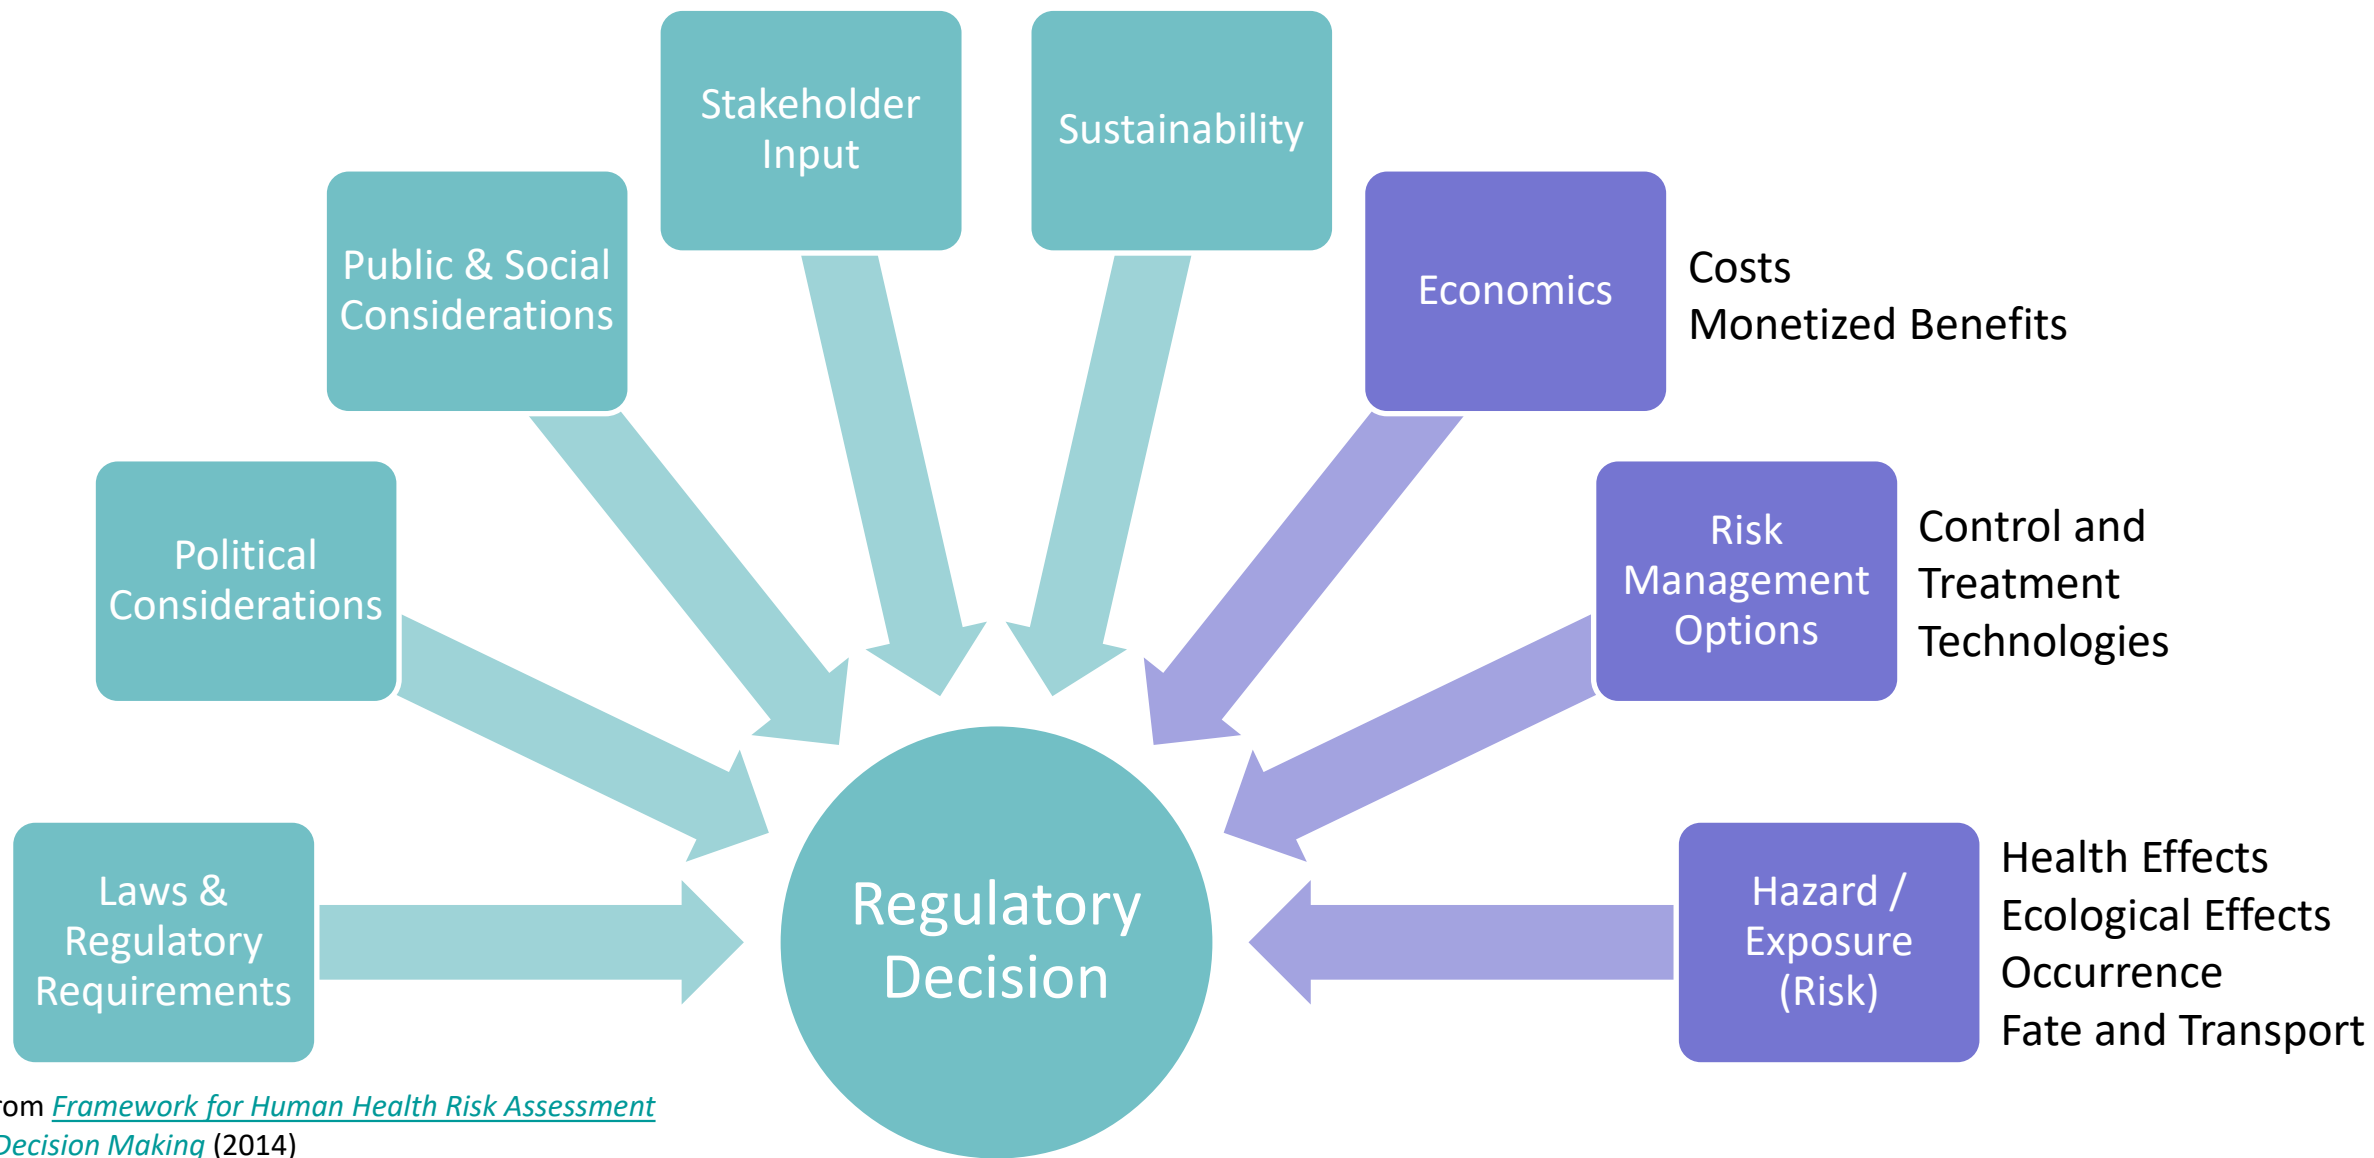 Stakeholder
Input
Sustainability
Public & Social
Considerations
Economics
Costs
Monetized Benefits
Political
Considerations
Risk
Management
Options
Control and
Treatment
Technologies
Laws &
Regulatory
Requirements
Regulatory
Decision
Hazard /
Exposure
(Risk)
Health Effects
Ecological Effects
Occurrence
Fate and Transport
rom Framework for Human Health Risk Assessment
Decision Making (2014)